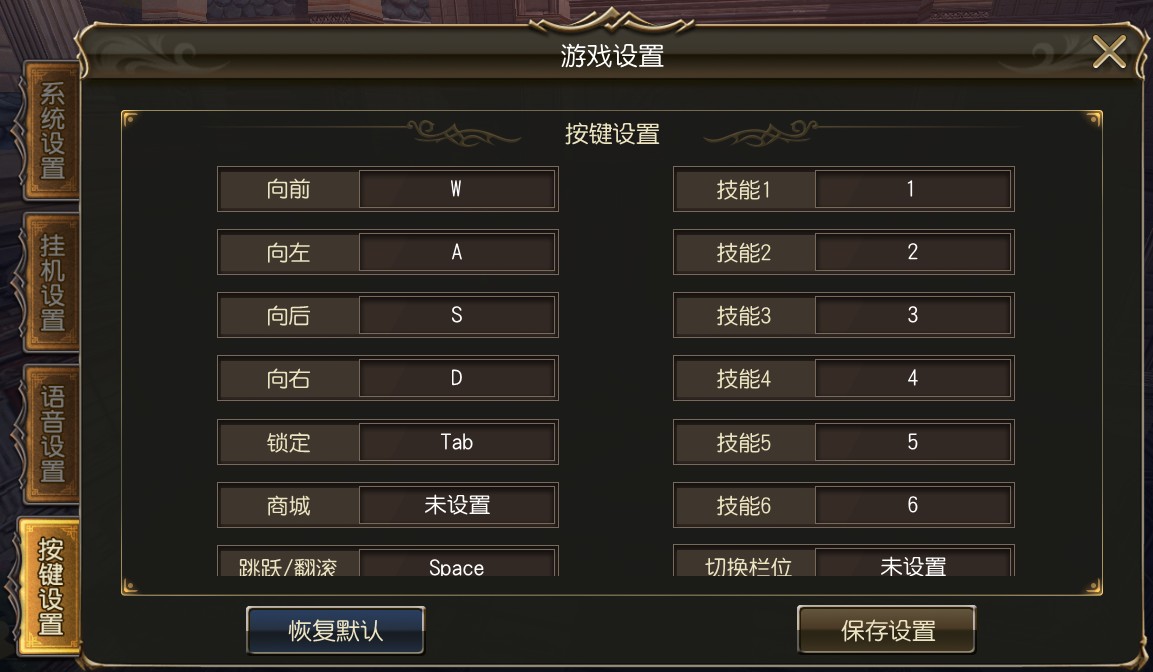 游戏设置
系统设置
挂机设置
语音设置
按键设置
按键设置
向前 W 技能1 1
向左 A 技能2 2
向后 S 技能3 3
向右 D 技能4 4
锁定 Tab 技能5 5
商城 未设置 技能6 6
跳跃/翻滚 Space 切换栏位 未设置
恢复默认 保存设置